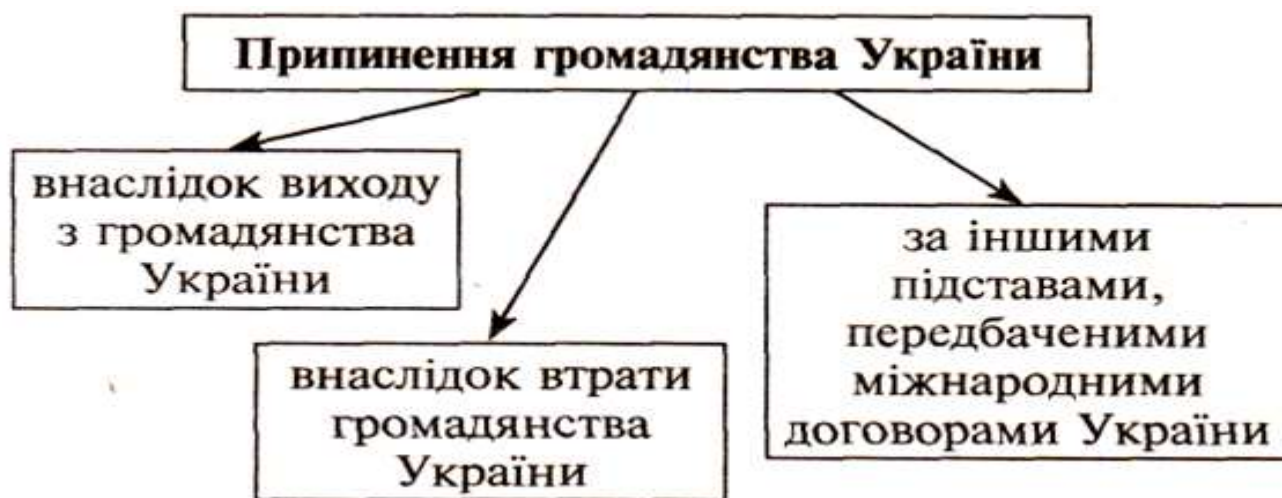 Припинення громадянства України
внаслідок виходу
з громадянства
України
внаслідок втрати
громадянства
України
за іншими
підставами,
передбаченими
міжнародними
договорами України